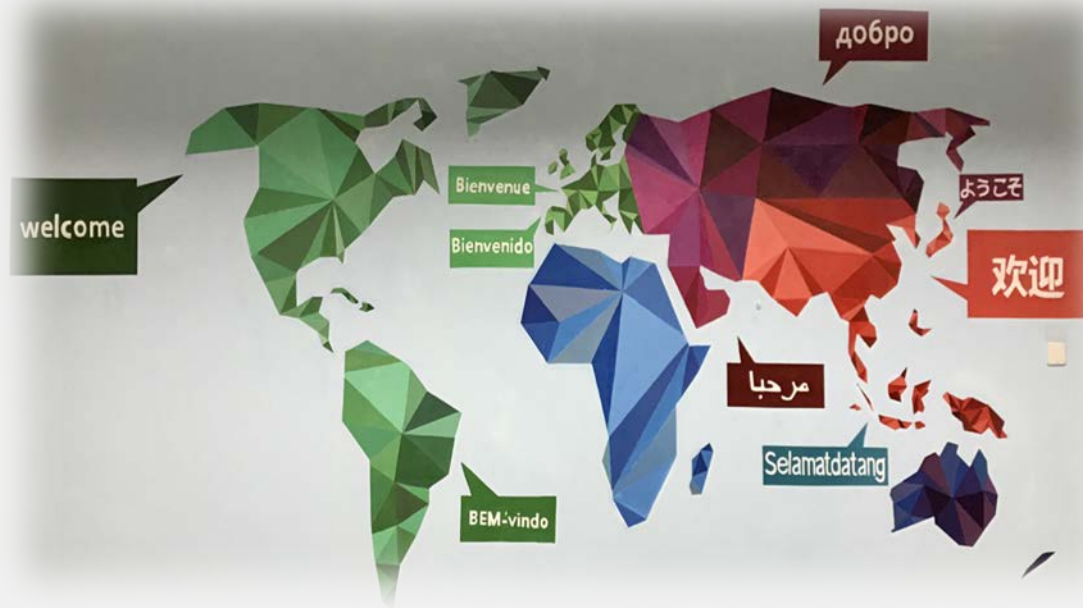 добро
welcome
Bienvenue
ようこそ
Bienvenido
欢迎
مرحبا
Selamatdatang
BEM-vindo